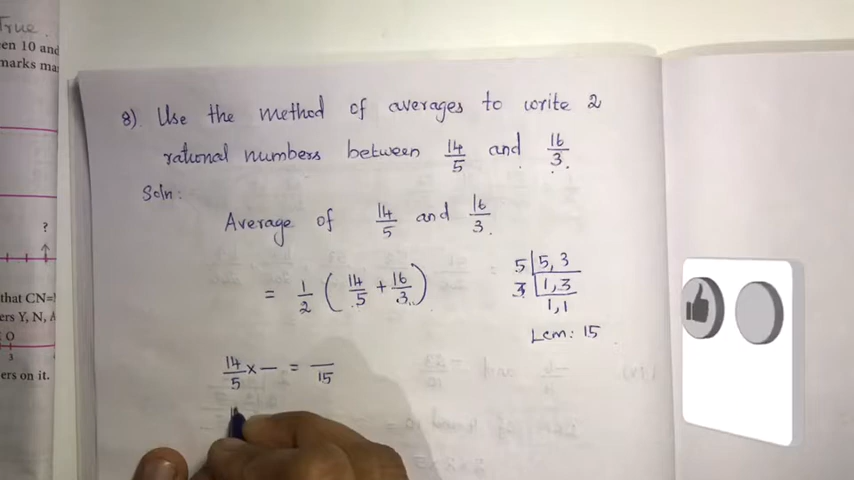 True.
een 10 and
marks ma
?
that CN=
ers Y, N, A
O
3
ers on it.
8) Use the method of averages to write 2
rational numbers between 14/5 and 16/3.
Soln:
Average of 14/5 and 16/3.
= 1/2 ( 14/5 + 16/3 )
5 | 5, 3
3 | 1, 3
1, 1
Lcm: 15
14/5 × — = —/15